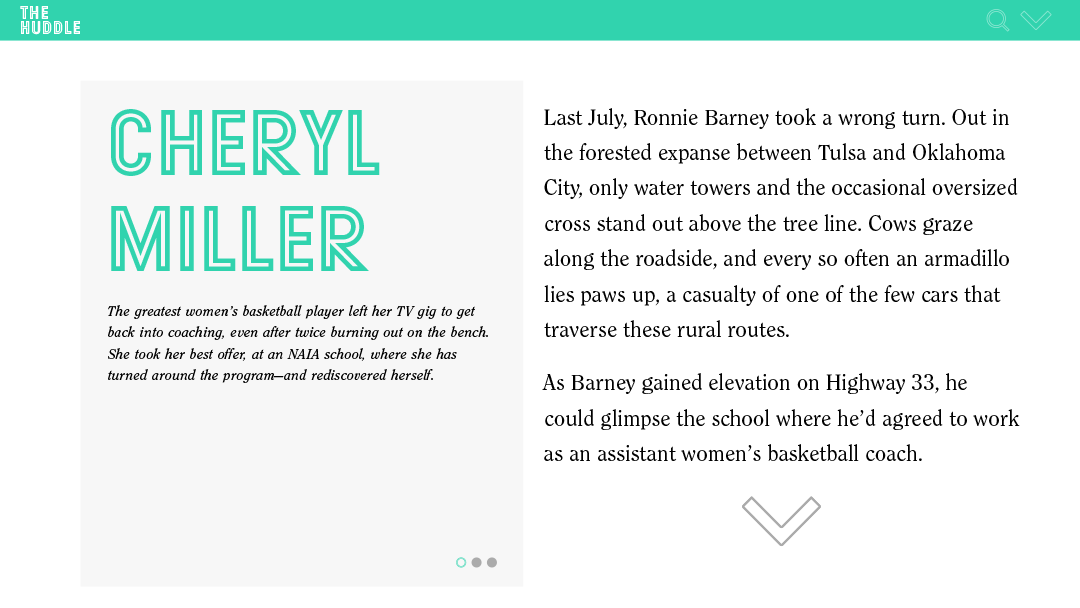 THE
HUDDLE
CHERYL
MILLER
The greatest women's basketball player left her TV gig to get
back into coaching, even after twice burning out on the bench.
She took her best offer, at an NAIA school, where she has
turned around the program—and rediscovered herself.
Last July, Ronnie Barney took a wrong turn. Out in
the forested expanse between Tulsa and Oklahoma
City, only water towers and the occasional oversized
cross stand out above the tree line. Cows graze
along the roadside, and every so often an armadillo
lies paws up, a casualty of one of the few cars that
traverse these rural routes.
As Barney gained elevation on Highway 33, he
could glimpse the school where he'd agreed to work
as an assistant women's basketball coach.